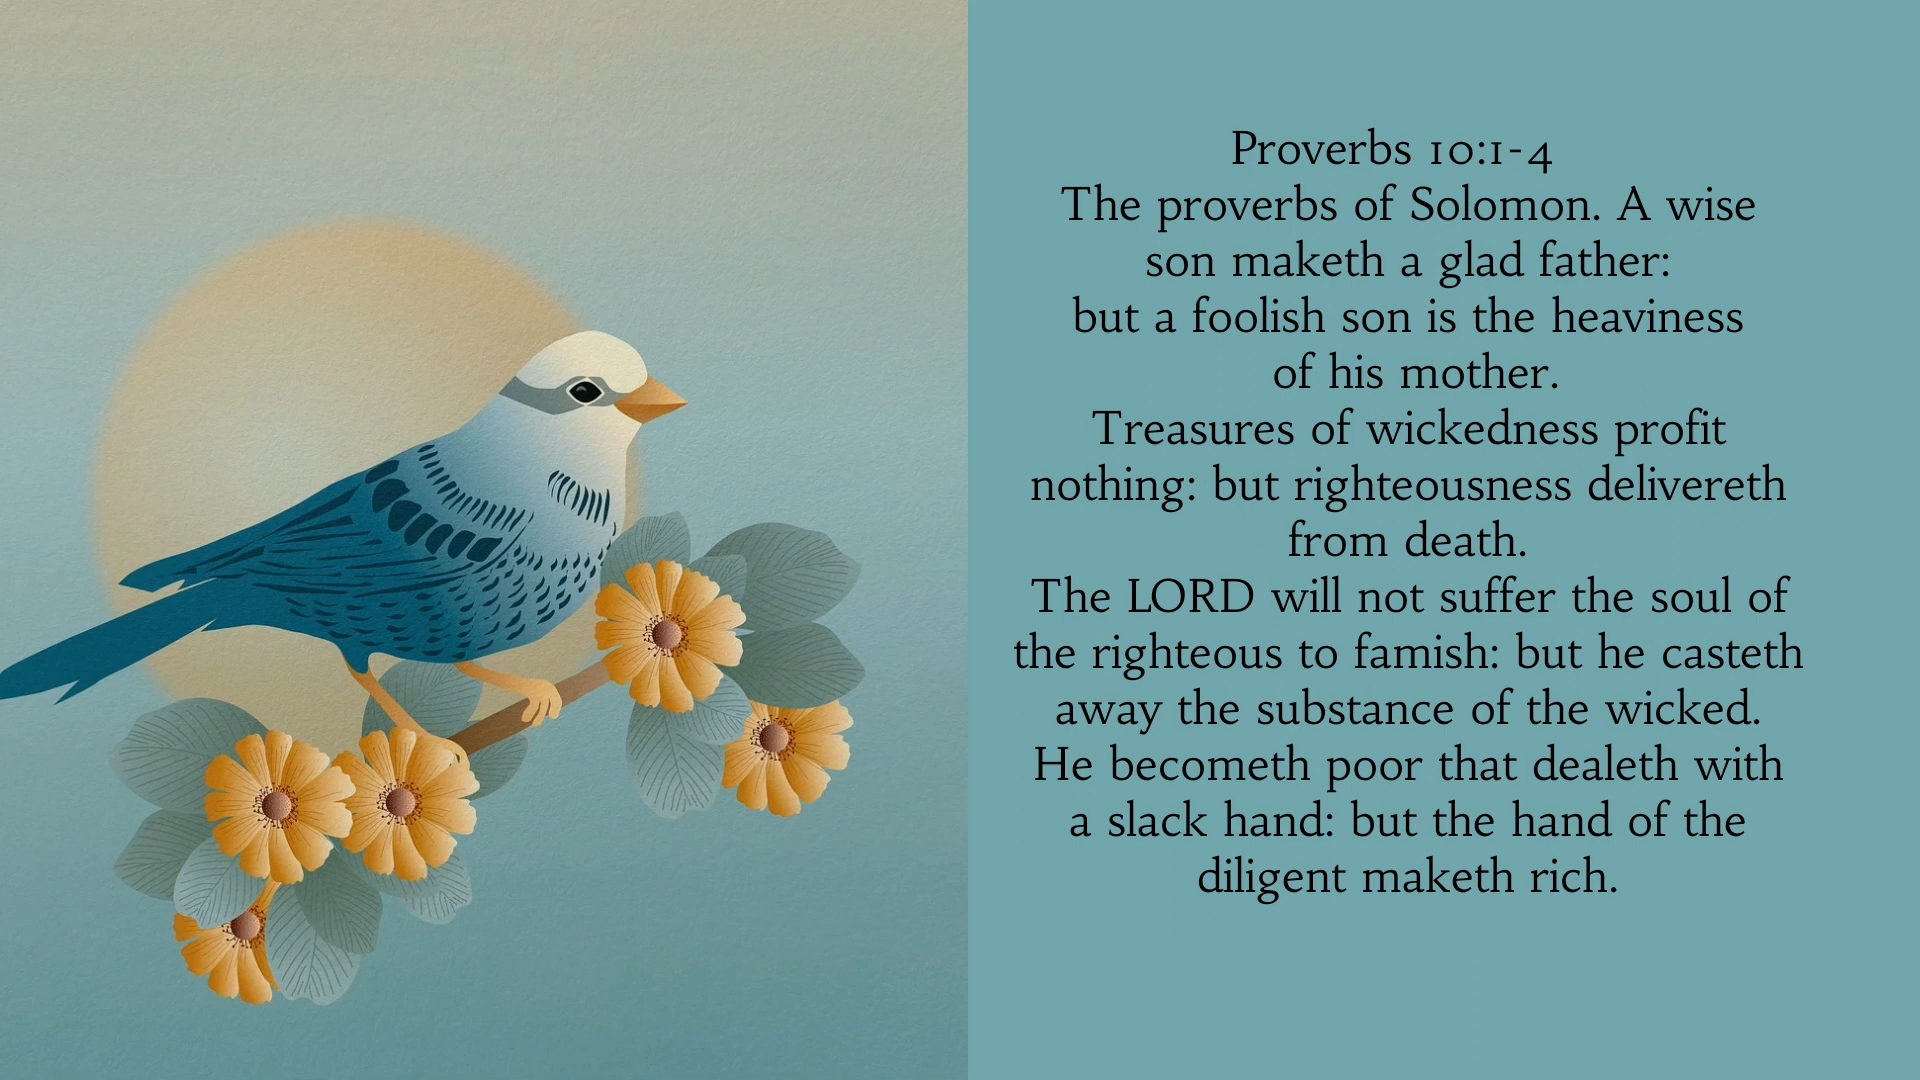 Proverbs 10:1-4
The proverbs of Solomon. A wise
son maketh a glad father:
but a foolish son is the heaviness
of his mother.
Treasures of wickedness profit
nothing: but righteousness delivereth
from death.
The LORD will not suffer the soul of
the righteous to famish: but he casteth
away the substance of the wicked.
He becometh poor that dealeth with
a slack hand: but the hand of the
diligent maketh rich.